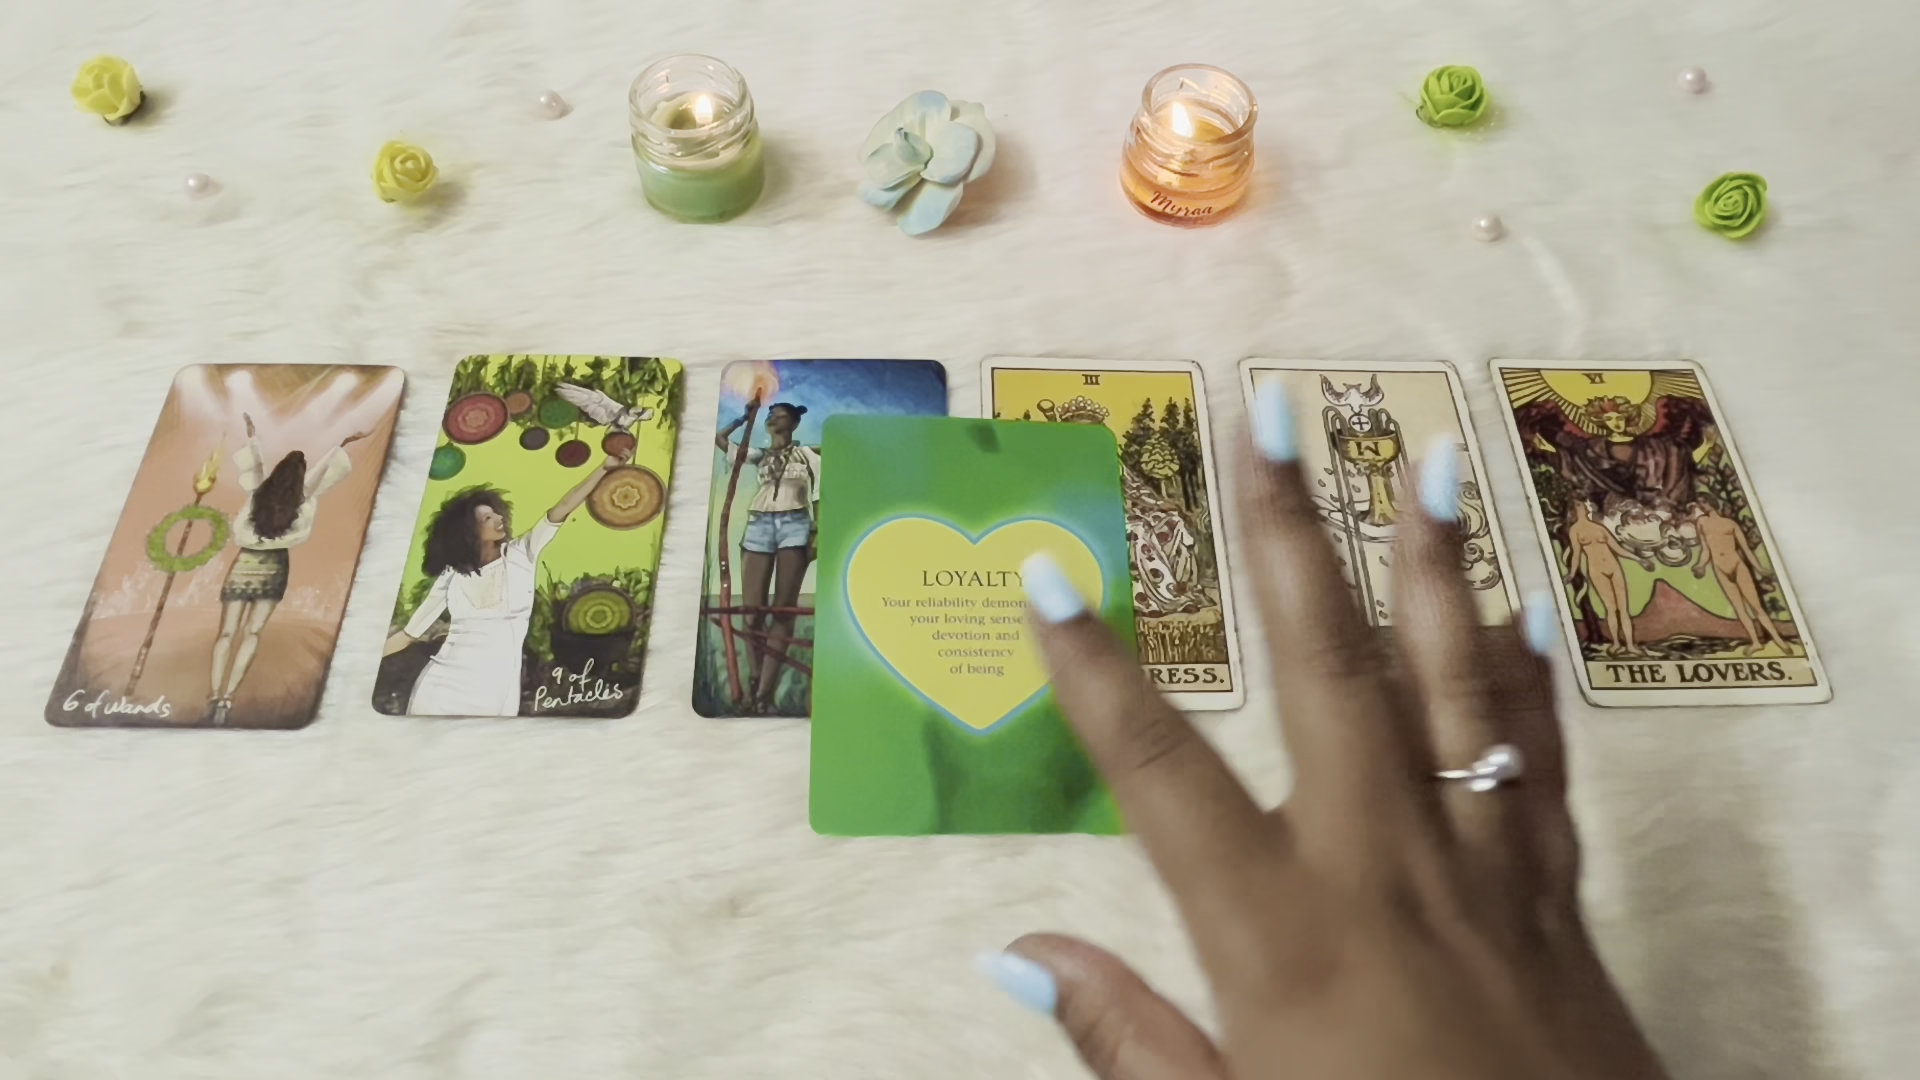 Myraa
III
VI
LOYALTY
Your reliability
your loving sense
devotion and
consistency
of being
RESS.
THE LOVERS.
6 of wands
9 of
Pentacles